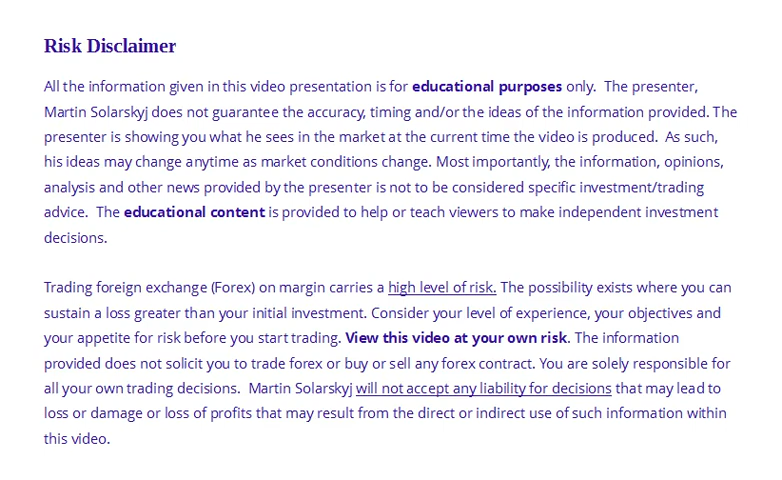 Risk Disclaimer
All the information given in this video presentation is for educational purposes only.  The presenter,
Martin Solarskyj does not guarantee the accuracy, timing and/or the ideas of the information provided. The
presenter is showing you what he sees in the market at the current time the video is produced.  As such,
his ideas may change anytime as market conditions change. Most importantly, the information, opinions,
analysis and other news provided by the presenter is not to be considered specific investment/trading
advice.  The educational content is provided to help or teach viewers to make independent investment
decisions.
Trading foreign exchange (Forex) on margin carries a high level of risk. The possibility exists where you can
sustain a loss greater than your initial investment. Consider your level of experience, your objectives and
your appetite for risk before you start trading. View this video at your own risk. The information
provided does not solicit you to trade forex or buy or sell any forex contract. You are solely responsible for
all your own trading decisions.  Martin Solarskyj will not accept any liability for decisions that may lead to
loss or damage or loss of profits that may result from the direct or indirect use of such information within
this video.